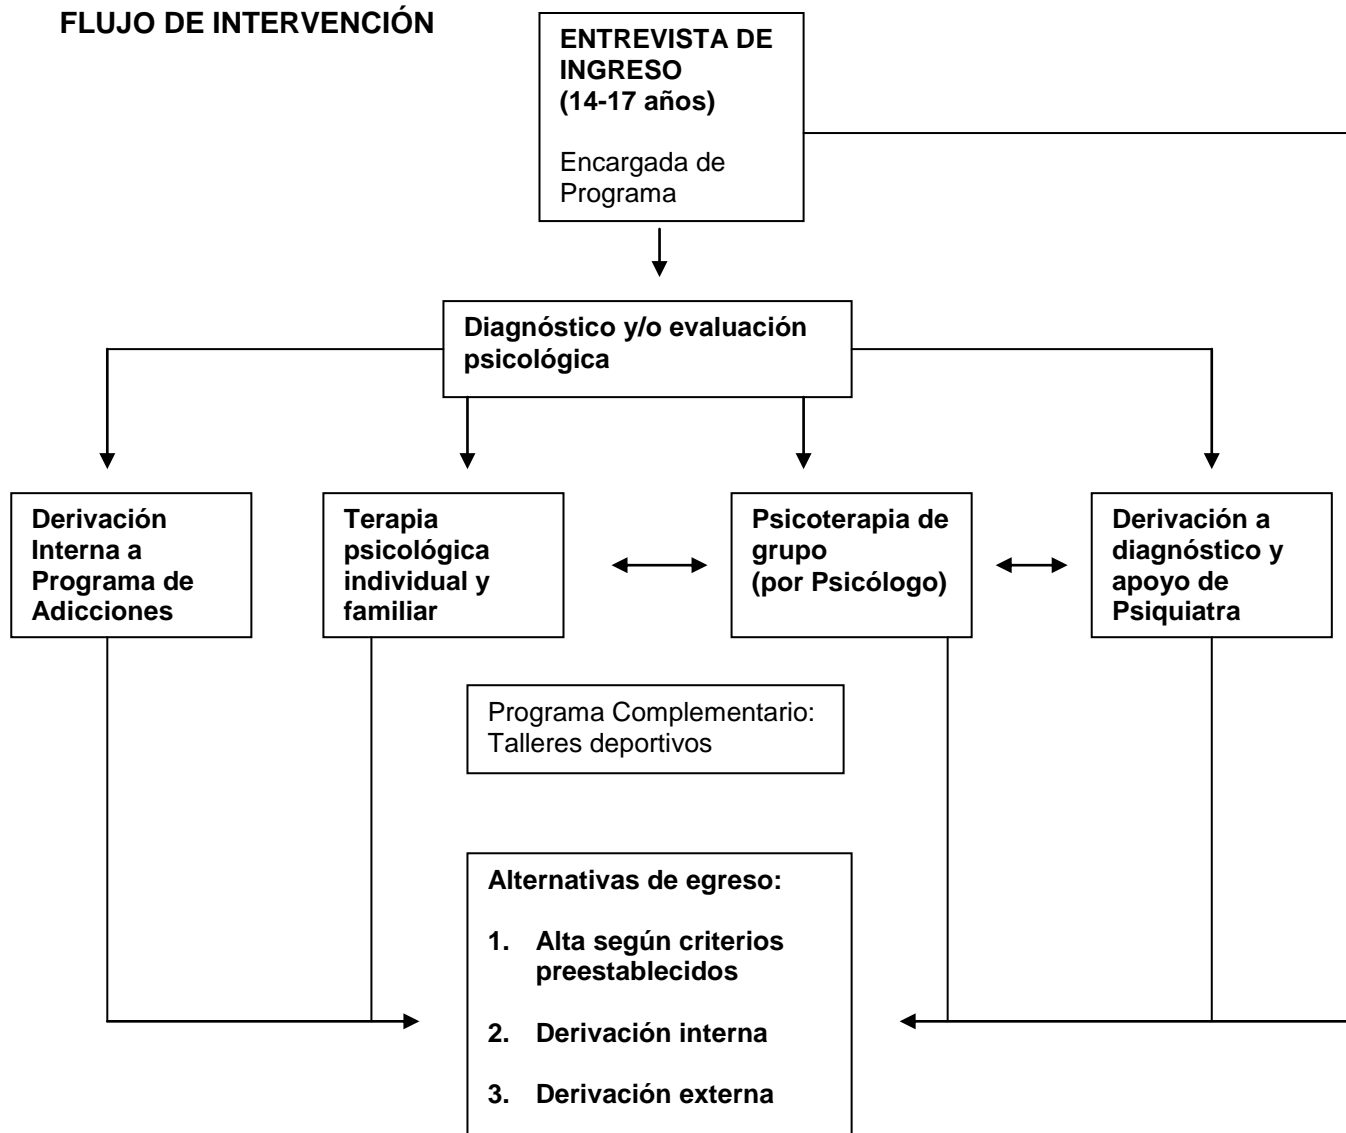 FLUJO DE INTERVENCIÓN
ENTREVISTA DE
INGRESO
(14-17 años)
Encargada de
Programa
Diagnóstico y/o evaluación
psicológica
Derivación
Interna a
Programa de
Adicciones
Terapia
psicológica
individual y
familiar
Psicoterapia de
grupo
(por Psicólogo)
Derivación a
diagnóstico y
apoyo de
Psiquiatra
Programa Complementario:
Talleres deportivos
Alternativas de egreso:
1. Alta según criterios
preestablecidos
2. Derivación interna
3. Derivación externa